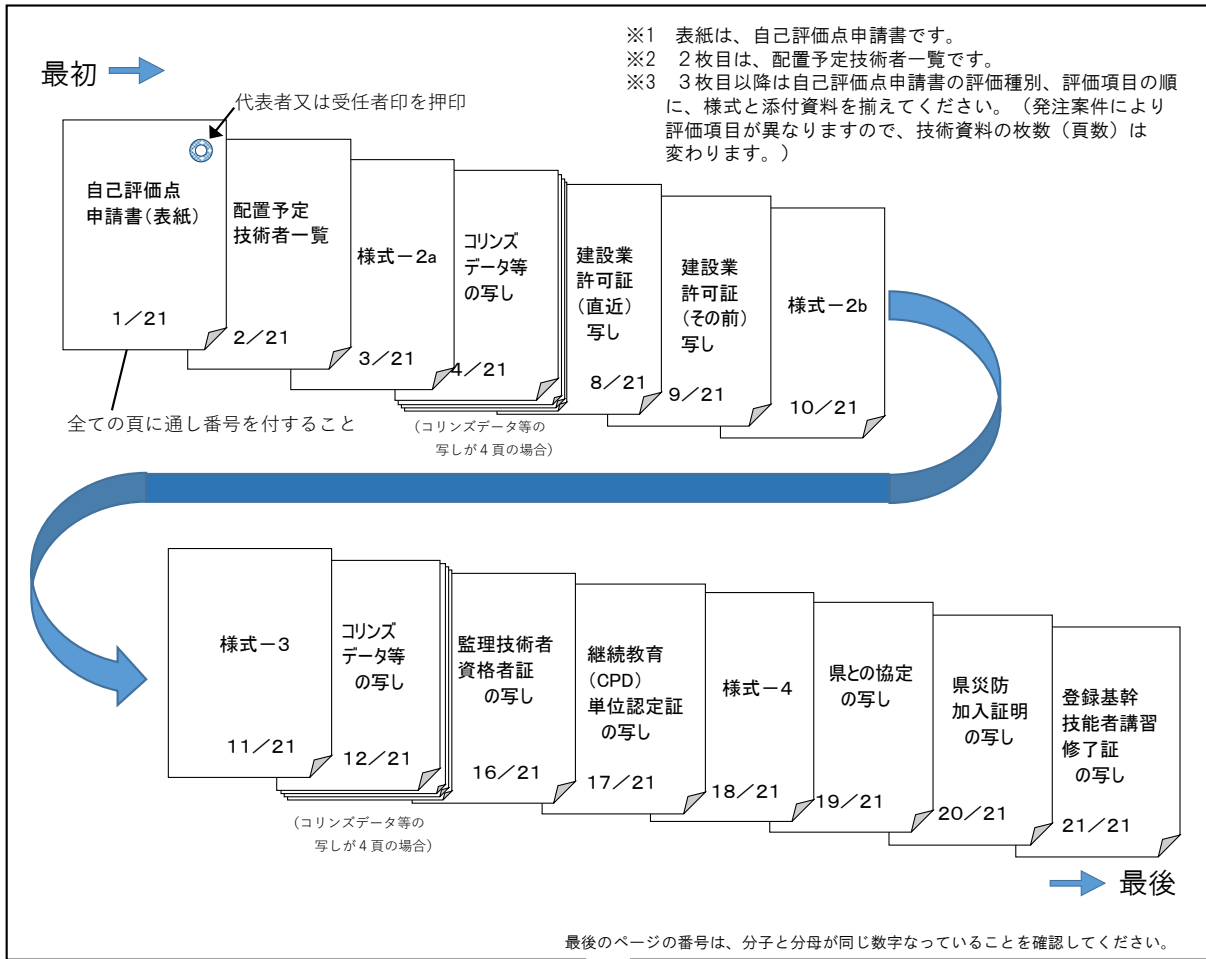 ※1　表紙は、自己評価点申請書です。
※2　２枚目は、配置予定技術者一覧です。
※3　３枚目以降は自己評価点申請書の評価種別、評価項目の順
に、様式と添付資料を揃えてください。（発注案件により
評価項目が異なりますので、技術資料の枚数（頁数）は
変わります。）
最初
代表者又は受任者印を押印
自己評価点
申請書（表紙）
1／21
配置予定
技術者一覧
2／21
様式－2a
3／21
コリンズ
データ等
の写し
4／21
建設業
許可証
（直近）
写し
8／21
建設業
許可証
（その前）
写し
9／21
様式－2b
10／21
全ての頁に通し番号を付すること
（コリンズデータ等の
写しが４頁の場合）
様式－3
11／21
コリンズ
データ等
の写し
12／21
監理技術者
資格者証
の写し
16／21
継続教育
（CPD）
単位認定証
の写し
17／21
様式－4
18／21
県との協定
の写し
19／21
県災防
加入証明
の写し
20／21
登録基幹
技能者講習
修了証
の写し
21／21
（コリンズデータ等の
写しが４頁の場合）
最後
最後のページの番号は、分子と分母が同じ数字なっていることを確認してください。